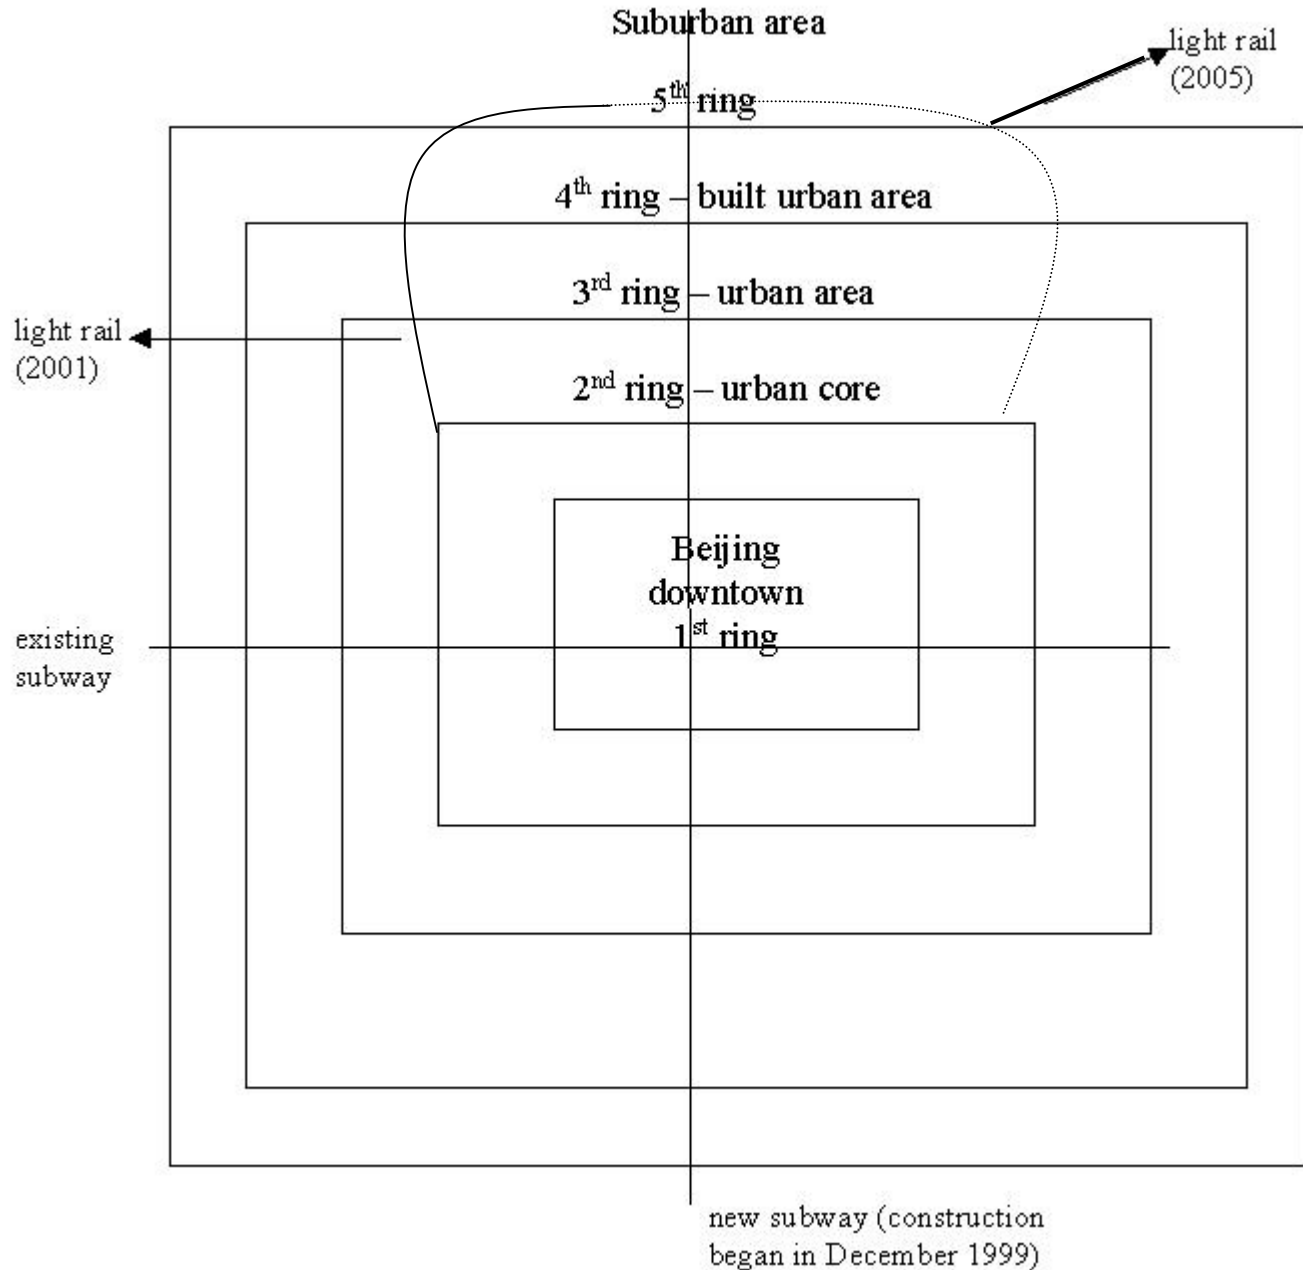 Suburban area
light rail
(2005)
5th ring
4th ring – built urban area
3rd ring – urban area
light rail
(2001)
2nd ring – urban core
Beijing
downtown
1st ring
existing
subway
new subway (construction
began in December 1999)